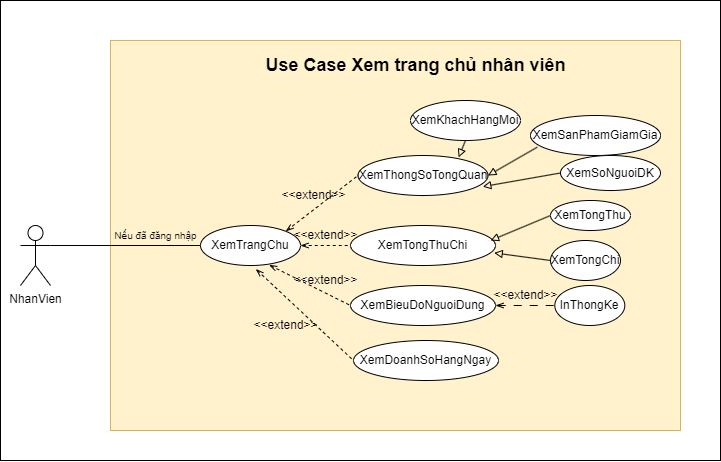 Use Case Xem trang chủ nhân viên
XemKhachHangMoi
XemSanPhamGiamGia
XemThongSoTongQuan
XemSoNguoiDK
<<extend>>
XemTongThu
Nếu đã đăng nhập
XemTrangChu
<<extend>>
XemTongThuChi
XemTongChi
<<extend>>
<<extend>>
NhanVien
XemBieuDoNguoiDung
InThongKe
<<extend>>
XemDoanhSoHangNgay